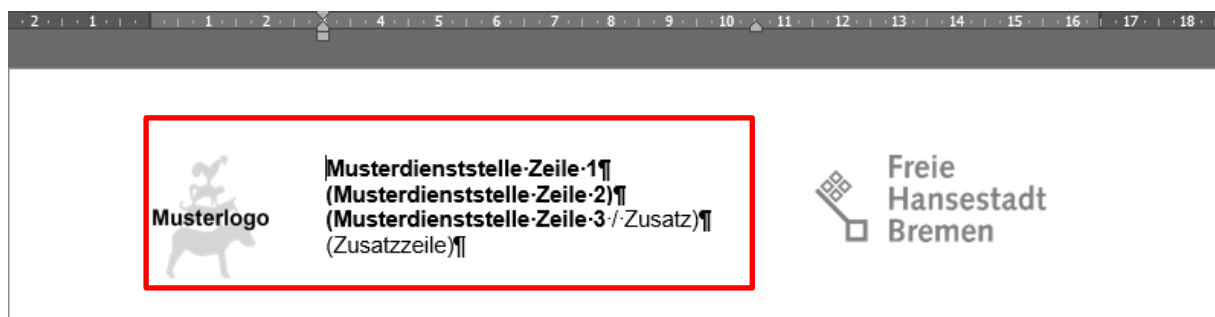 2 1 1 2 4 5 6 7 8 9 10 11 12 13 14 15 16 17 18
Musterlogo
Musterdienststelle·Zeile·1¶
(Musterdienststelle·Zeile·2)¶
(Musterdienststelle·Zeile·3·/·Zusatz)¶
(Zusatzzeile)¶
Freie
Hansestadt
Bremen